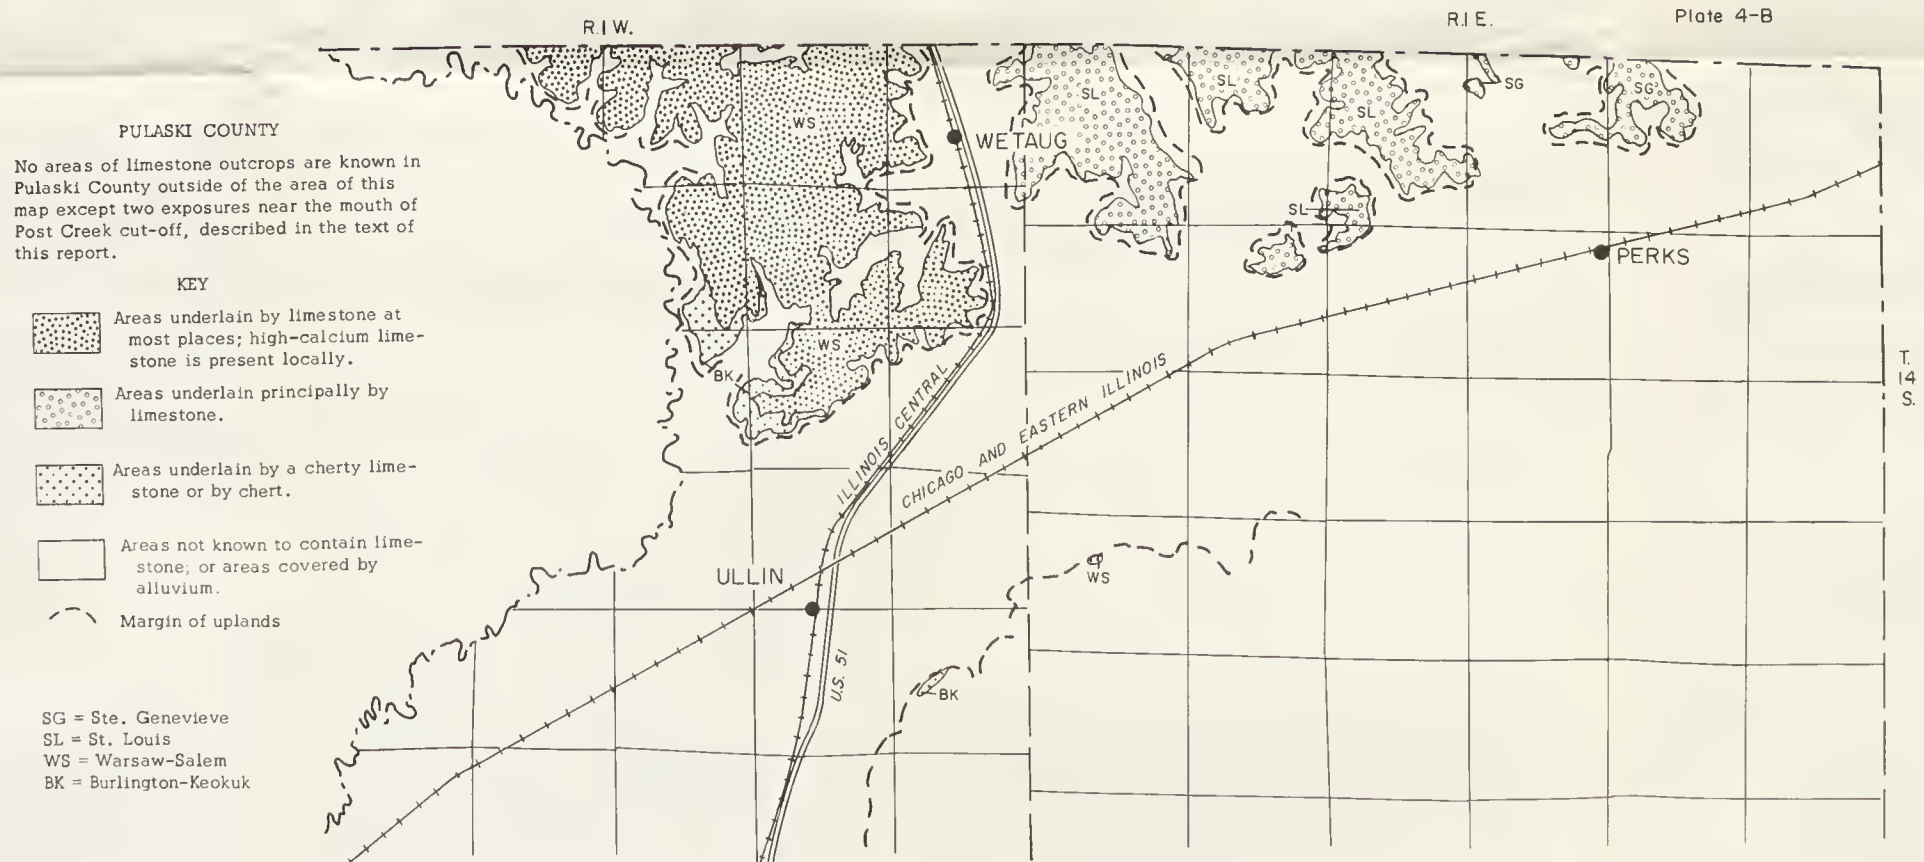 R.I W.
R.I E.
Plate 4-B
PULASKI COUNTY
No areas of limestone outcrops are known in
Pulaski County outside of the area of this
map except two exposures near the mouth of
Post Creek cut-off, described in the text of
this report.
KEY
Areas underlain by limestone at
most places; high-calcium lime-
stone is present locally.
Areas underlain principally by
limestone.
Areas underlain by a cherty lime-
stone or by chert.
Areas not known to contain lime-
stone; or areas covered by
alluvium.
Margin of uplands
SG = Ste. Genevieve
SL = St. Louis
WS = Warsaw-Salem
BK = Burlington-Keokuk
WS
WETAUG
SL
SL
SL
SG
SG
SL
PERKS
WS
BK
T.
14
S.
ILLINOIS CENTRAL
CHICAGO AND EASTERN ILLINOIS
ULLIN
WS
U.S. 51
BK